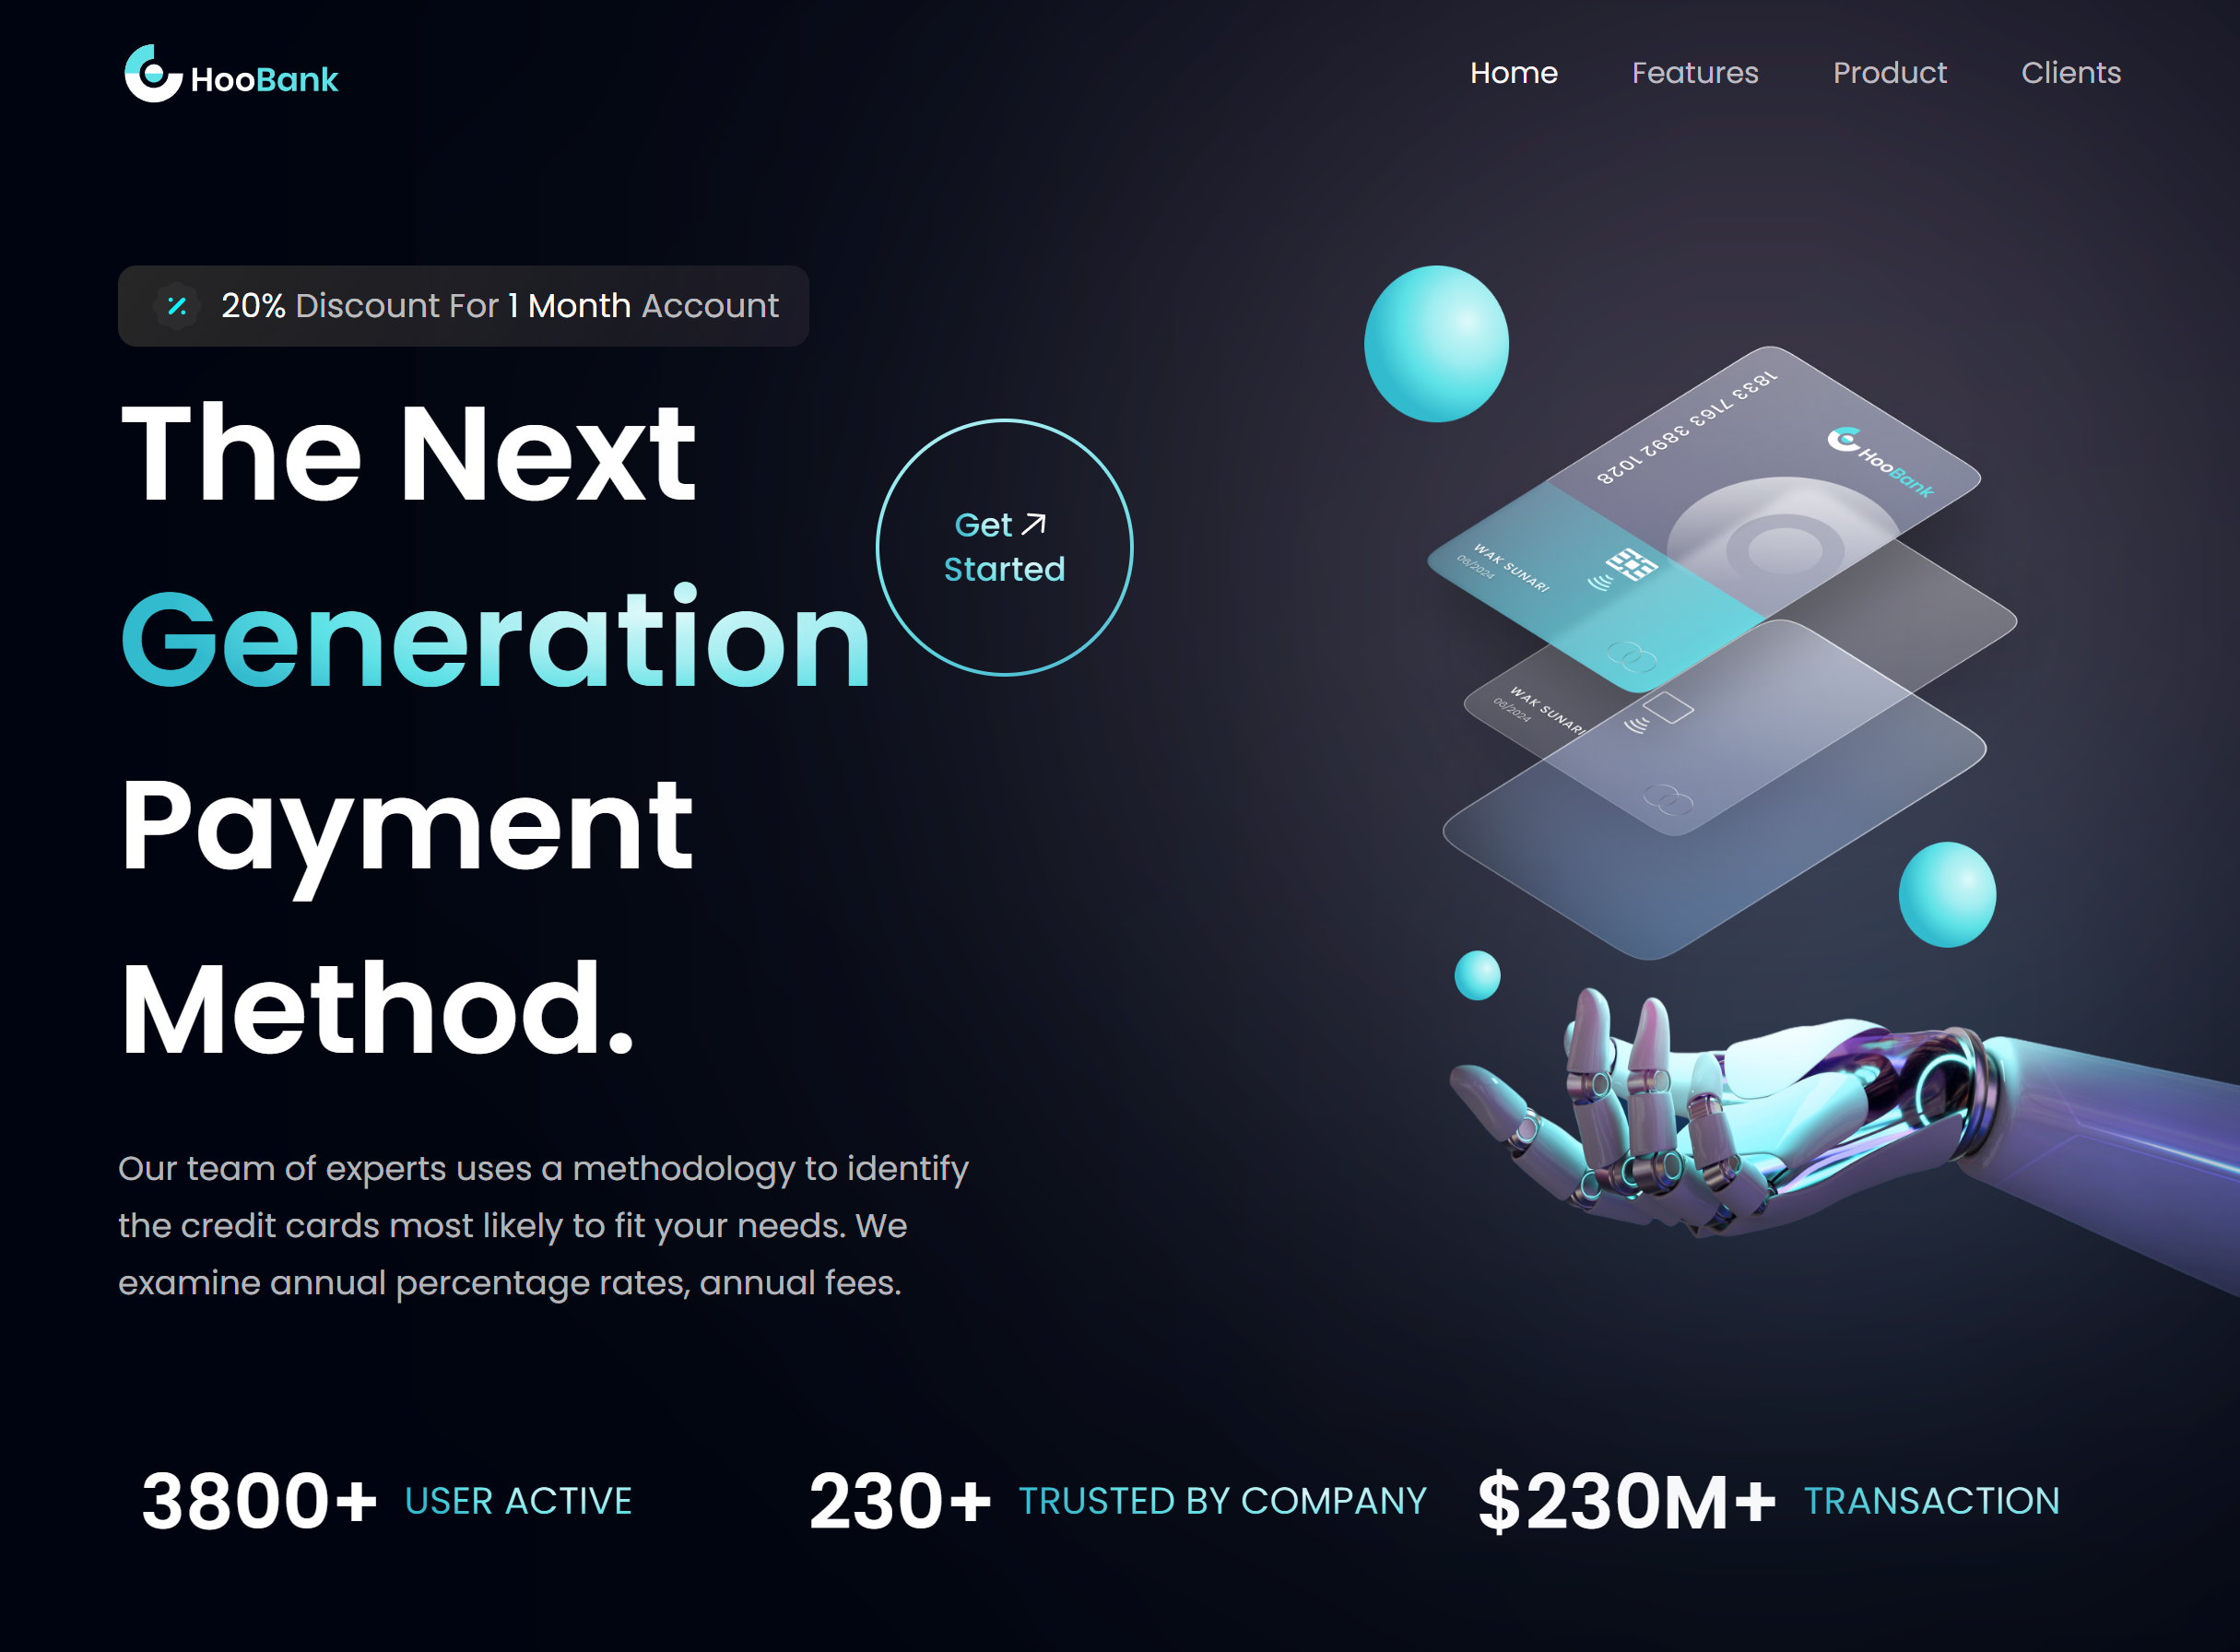 HooBank
Home
Features
Product
Clients
20% Discount For 1 Month Account
The Next
Generation
Payment
Method.
Get
Started
1833 7163 3892 1028
HooBank
WAK SUNARI
06/2024
WAK SUNARI
06/2024
Our team of experts uses a methodology to identify
the credit cards most likely to fit your needs. We
examine annual percentage rates, annual fees.
3800+ USER ACTIVE
230+ TRUSTED BY COMPANY
$230M+ TRANSACTION